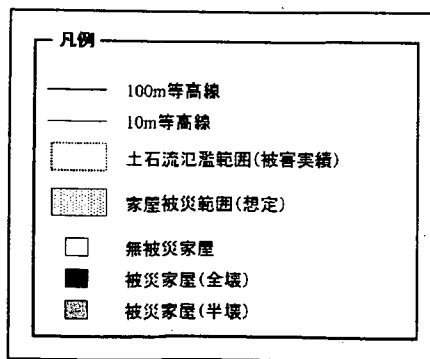 凡例
100m等高線
10m等高線
土石流氾濫範囲(被害実績)
家屋被災範囲(想定)
無被災家屋
被災家屋(全壊)
被災家屋(半壊)